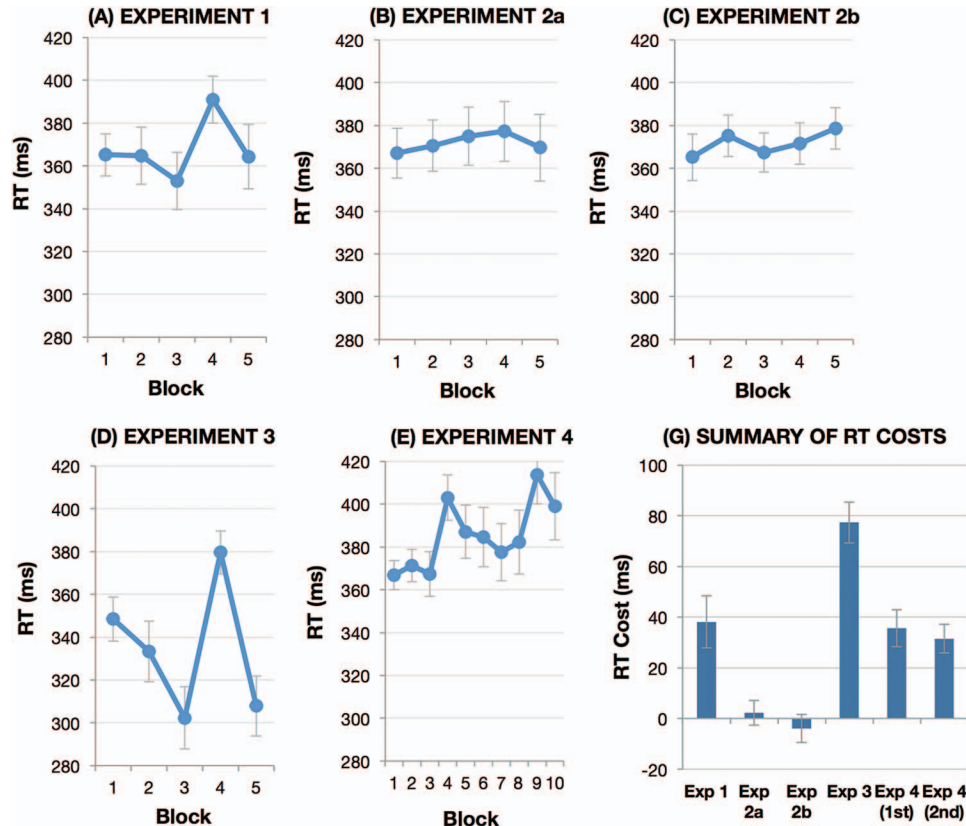 (A) EXPERIMENT 1
420
400
380
360
340
320
300
280
RT (ms)
1 2 3 4 5
Block
(B) EXPERIMENT 2a
420
400
380
360
340
320
300
280
RT (ms)
1 2 3 4 5
Block
(C) EXPERIMENT 2b
420
400
380
360
340
320
300
280
RT (ms)
1 2 3 4 5
Block
(D) EXPERIMENT 3
420
400
380
360
340
320
300
280
RT (ms)
1 2 3 4 5
Block
(E) EXPERIMENT 4
420
400
380
360
340
320
300
280
RT (ms)
1 2 3 4 5 6 7 8 9 10
Block
(G) SUMMARY OF RT COSTS
100
80
60
40
20
0
-20
RT Cost (ms)
Exp 1 Exp Exp Exp 3 Exp 4 Exp 4
2a 2b (1st) (2nd)